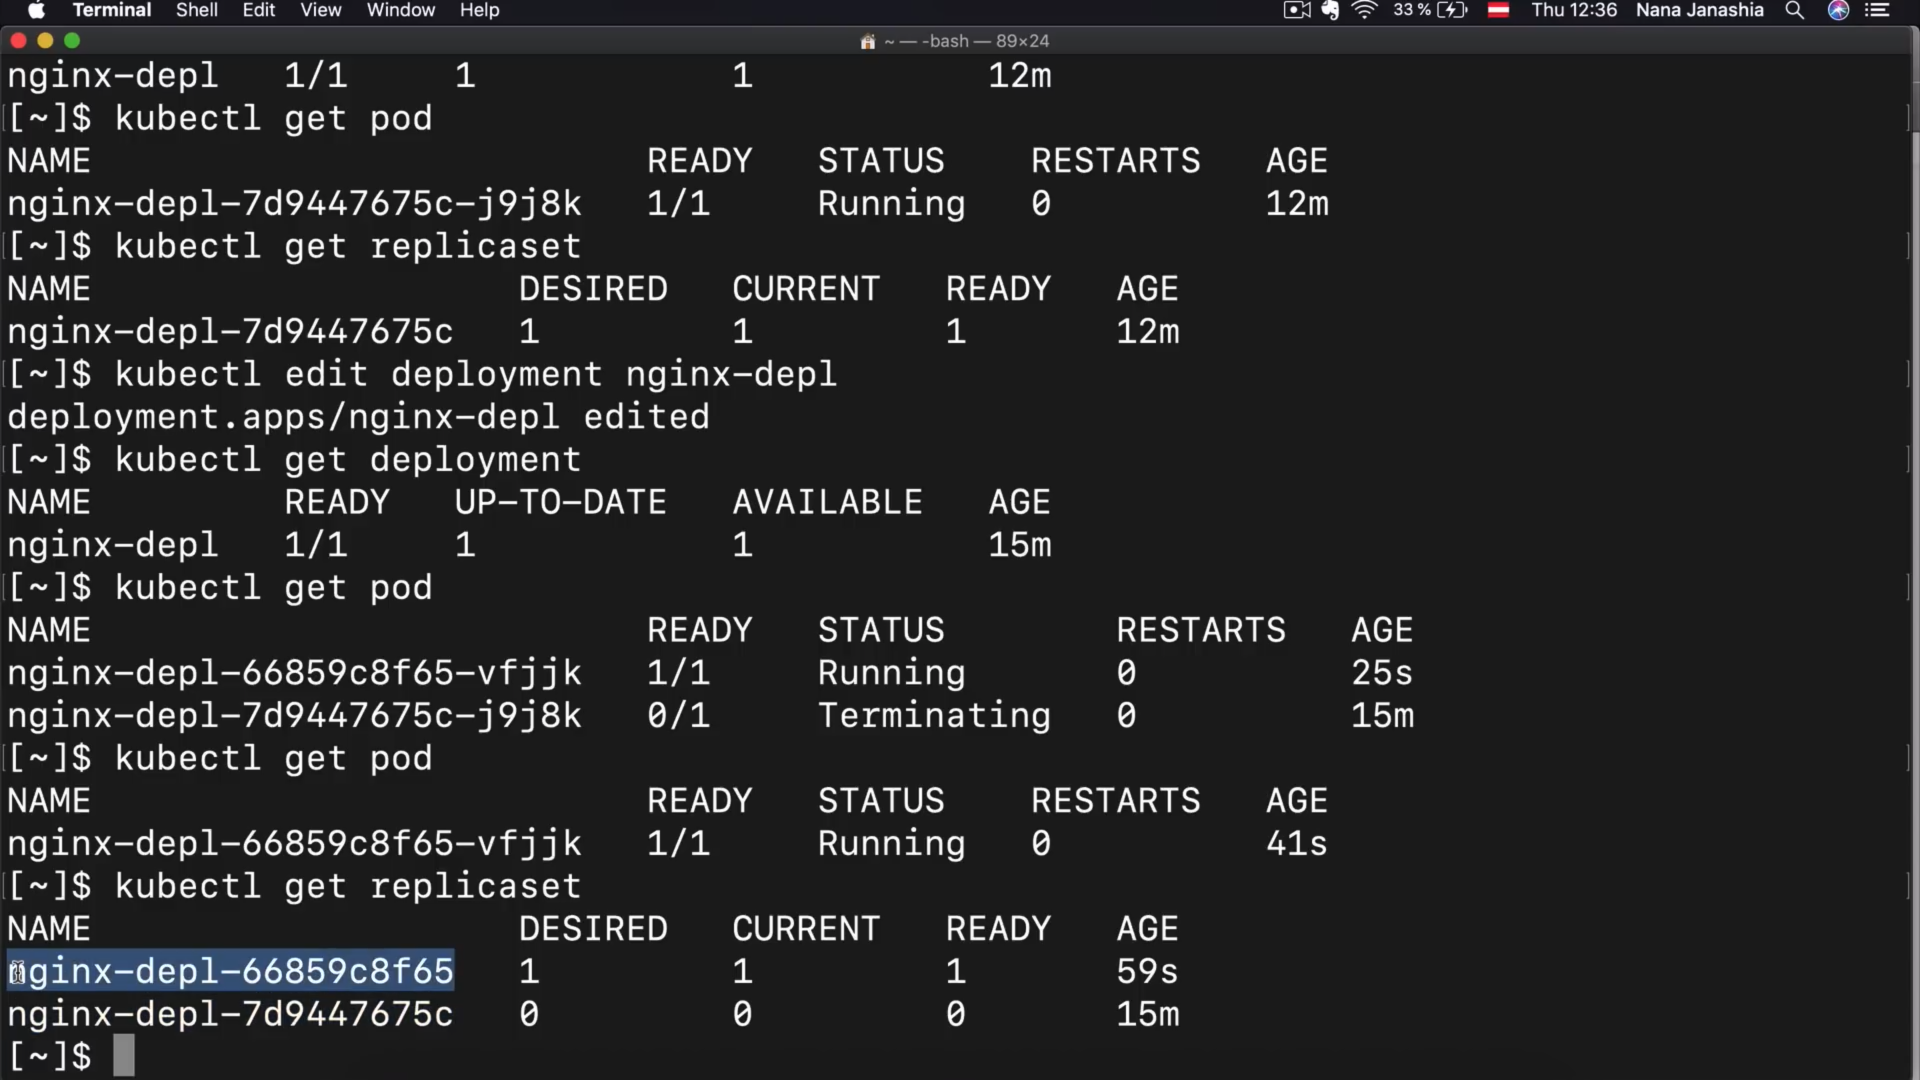 Terminal Shell Edit View Window Help 33 % Thu 12:36 Nana Janashia
~ — -bash — 89×24
nginx-depl 1/1 1 1 12m
[~]$ kubectl get pod
NAME READY STATUS RESTARTS AGE
nginx-depl-7d9447675c-j9j8k 1/1 Running 0 12m
[~]$ kubectl get replicaset
NAME DESIRED CURRENT READY AGE
nginx-depl-7d9447675c 1 1 1 12m
[~]$ kubectl edit deployment nginx-depl
deployment.apps/nginx-depl edited
[~]$ kubectl get deployment
NAME READY UP-TO-DATE AVAILABLE AGE
nginx-depl 1/1 1 1 15m
[~]$ kubectl get pod
NAME READY STATUS RESTARTS AGE
nginx-depl-66859c8f65-vfjjk 1/1 Running 0 25s
nginx-depl-7d9447675c-j9j8k 0/1 Terminating 0 15m
[~]$ kubectl get pod
NAME READY STATUS RESTARTS AGE
nginx-depl-66859c8f65-vfjjk 1/1 Running 0 41s
[~]$ kubectl get replicaset
NAME DESIRED CURRENT READY AGE
nginx-depl-66859c8f65 1 1 1 59s
nginx-depl-7d9447675c 0 0 0 15m
[~]$